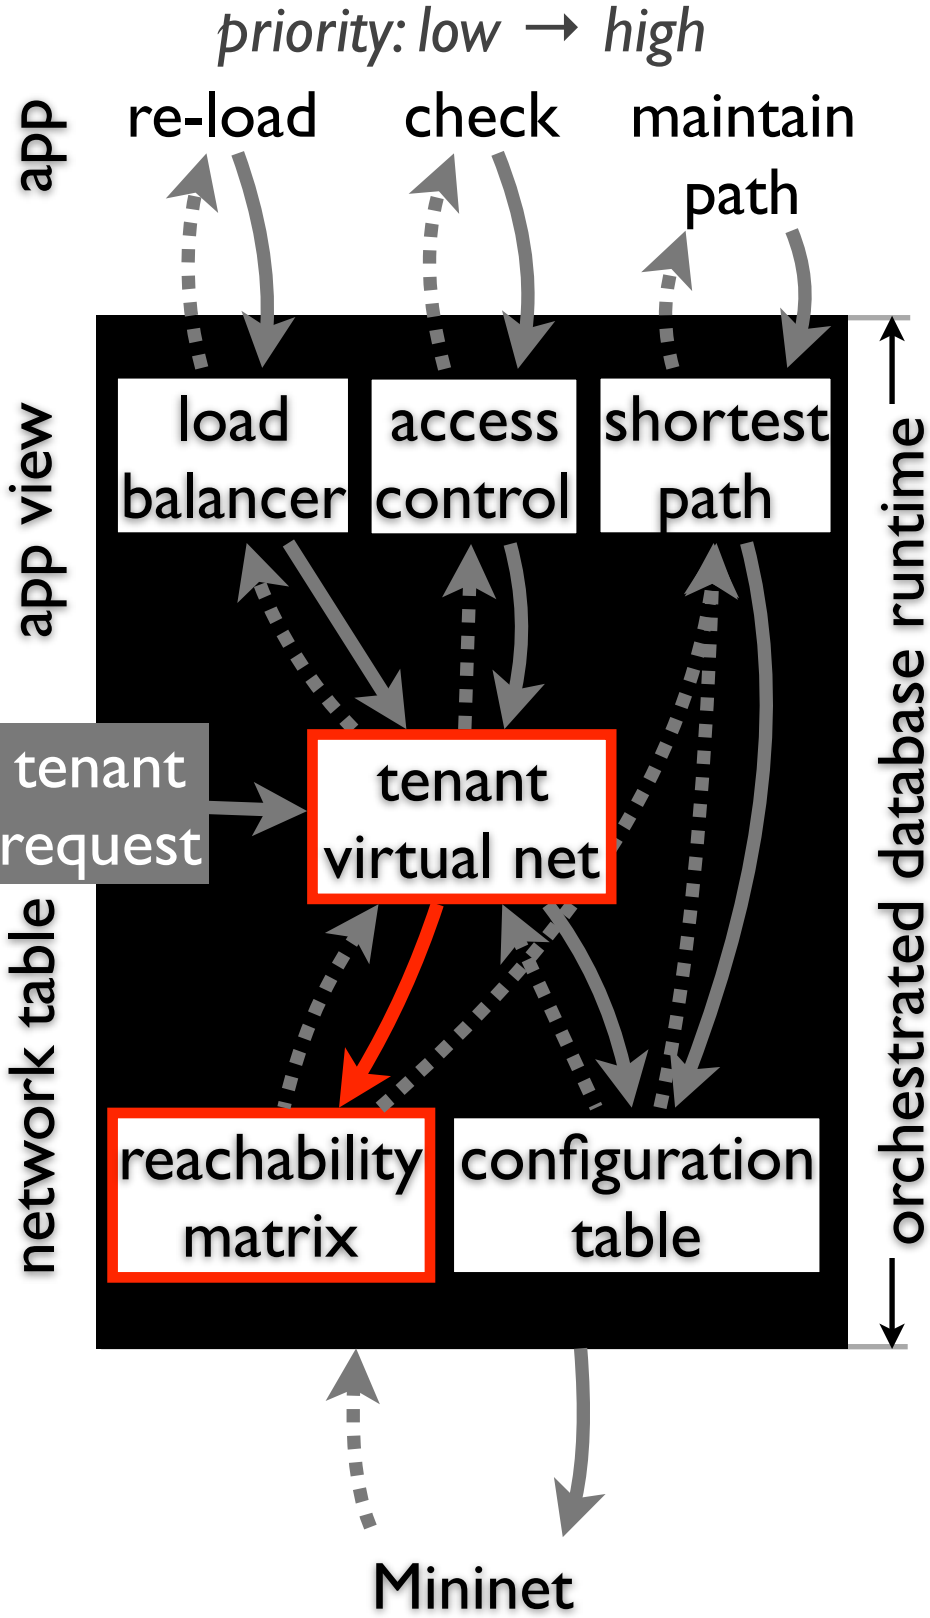 priority: low → high
app
re-load
check
maintain
path
app view
load
balancer
access
control
shortest
path
orchestrated database runtime
tenant
request
tenant
virtual net
network table
reachability
matrix
configuration
table
Mininet